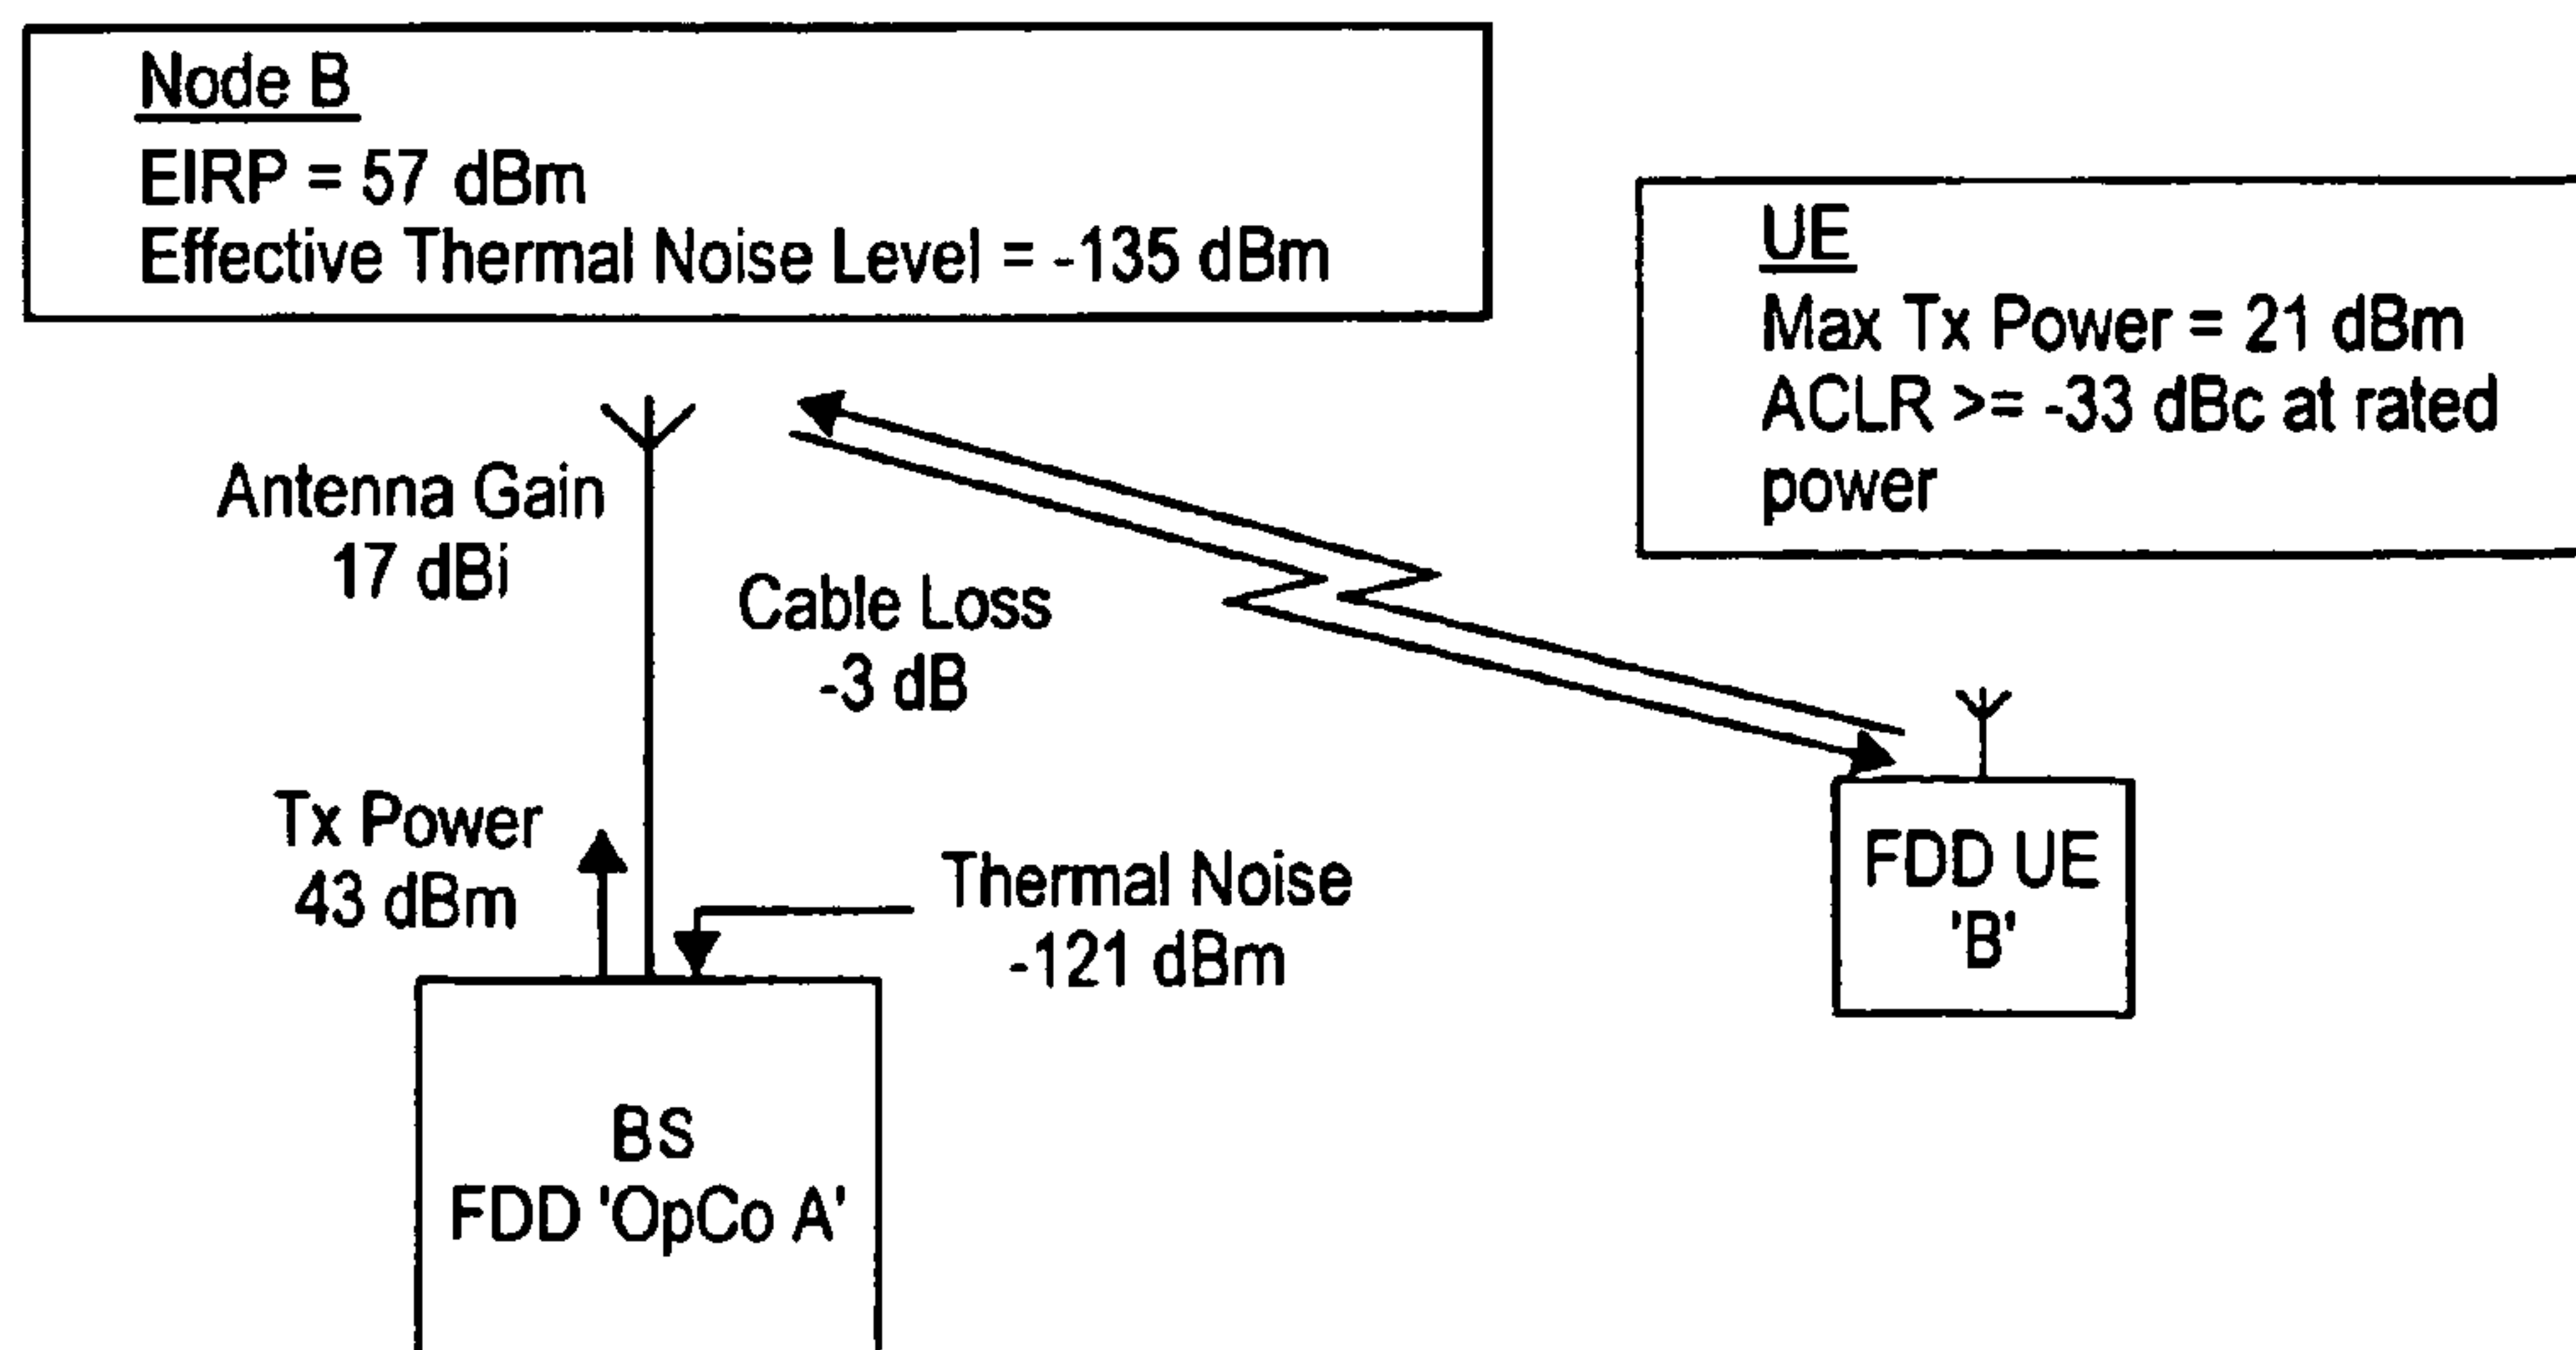 Node B
EIRP = 57 dBm
Effective Thermal Noise Level = -135 dBm
UE
Max Tx Power = 21 dBm
ACLR >= -33 dBc at rated
power
Antenna Gain
17 dBi
Cable Loss
-3 dB
Tx Power
43 dBm
Thermal Noise
-121 dBm
FDD UE
'B'
BS
FDD 'OpCo A'